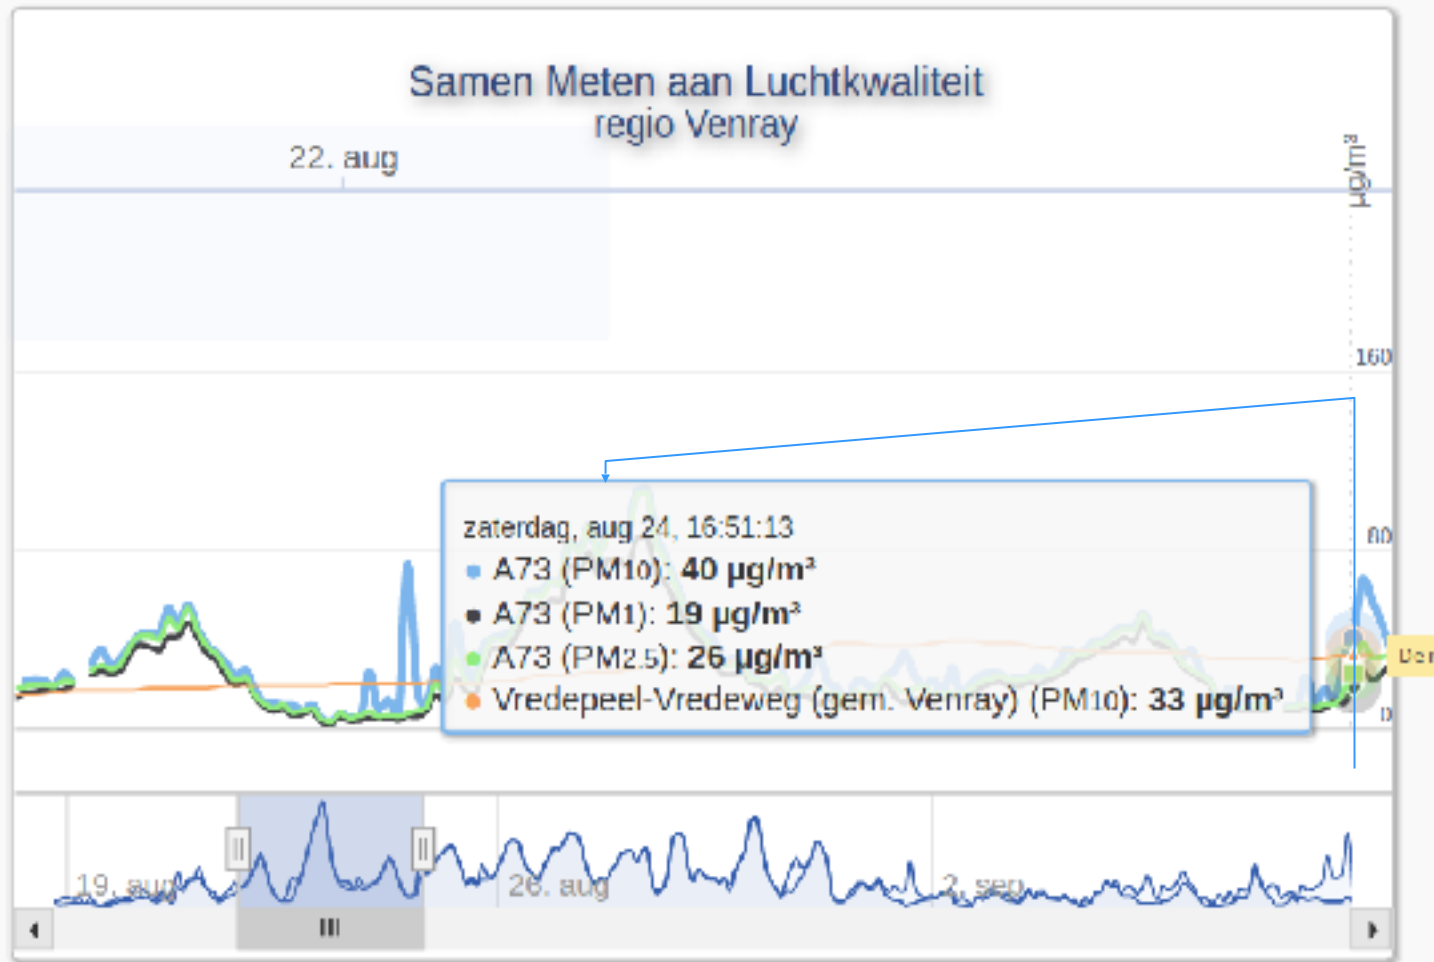 Samen Meten aan Luchtkwaliteit
regio Venray
22. aug
µg/m³
160
80
zaterdag, aug 24, 16:51:13
A73 (PM10): 40 µg/m³
A73 (PM1): 19 µg/m³
A73 (PM2.5): 26 µg/m³
Vredepeel-Vredeweg (gem. Venray) (PM10): 33 µg/m³
0
19. aug
26. aug
2. sep